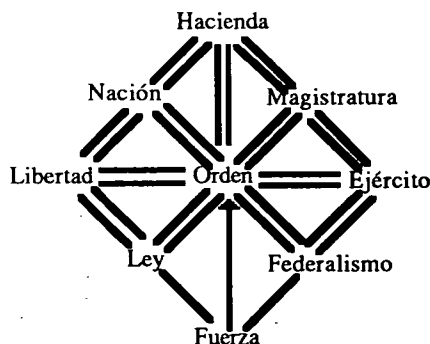 Hacienda
Nación Magistratura
Libertad Orden Ejército
Ley Federalismo
Fuerza